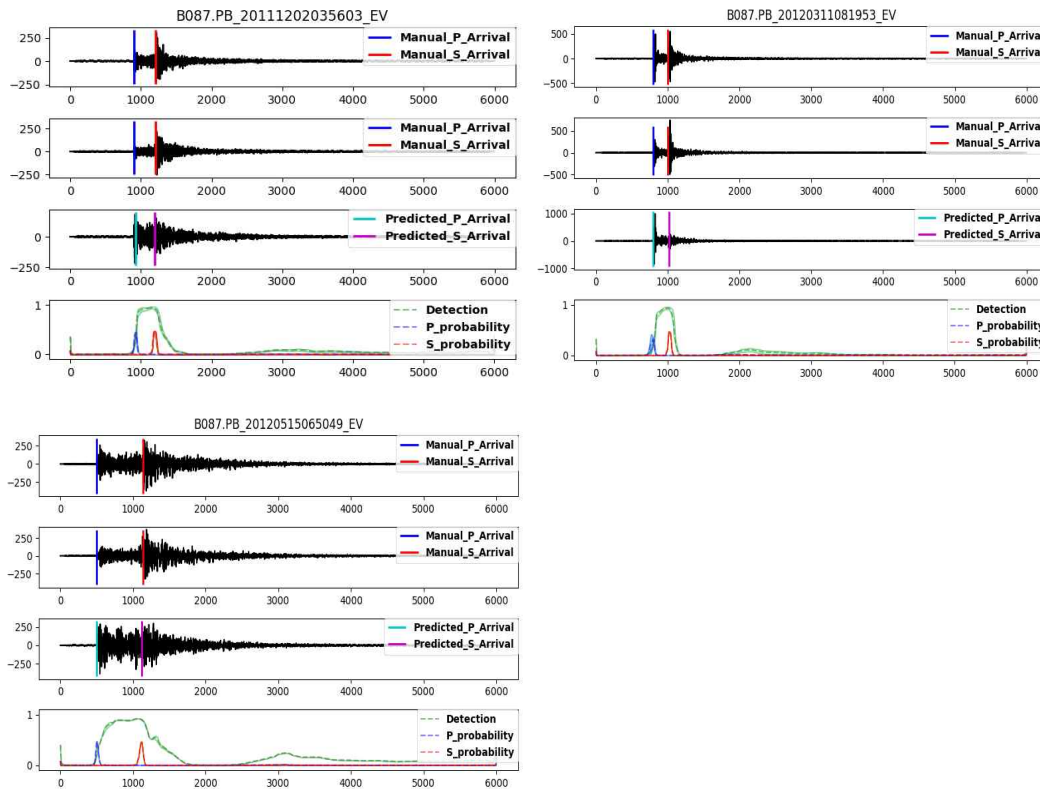 B087.PB_20111202035603_EV
250
0
−250
Manual_P_Arrival
Manual_S_Arrival
0 1000 2000 3000 4000 5000 6000
250
0
−250
Manual_P_Arrival
Manual_S_Arrival
0 1000 2000 3000 4000 5000 6000
0
−250
Predicted_P_Arrival
Predicted_S_Arrival
0 1000 2000 3000 4000 5000 6000
1
0
Detection
P_probability
S_probability
0 1000 2000 3000 4000 5000 6000
B087.PB_20120311081953_EV
500
0
−500
Manual_P_Arriva
Manual_S_Arriva
0 1000 2000 3000 4000 5000 6000
500
0
−500
Manual_P_Arriva
Manual_S_Arriva
0 1000 2000 3000 4000 5000 6000
1000
0
−1000
Predicted_P_Arriva
Predicted_S_Arriva
0 1000 2000 3000 4000 5000 6000
1
0
Detection
P_probability
S_probability
0 1000 2000 3000 4000 5000 6000
B087.PB_20120515065049_EV
250
0
−250
Manual_P_Arrival
Manual_S_Arrival
0 1000 2000 3000 4000 5000 6000
250
0
−250
Manual_P_Arrival
Manual_S_Arrival
0 1000 2000 3000 4000 5000 6000
250
0
−250
Predicted_P_Arrival
Predicted_S_Arrival
0 1000 2000 3000 4000 5000 6000
1
0
Detection
P_probability
S_probability
0 1000 2000 3000 4000 5000 6000